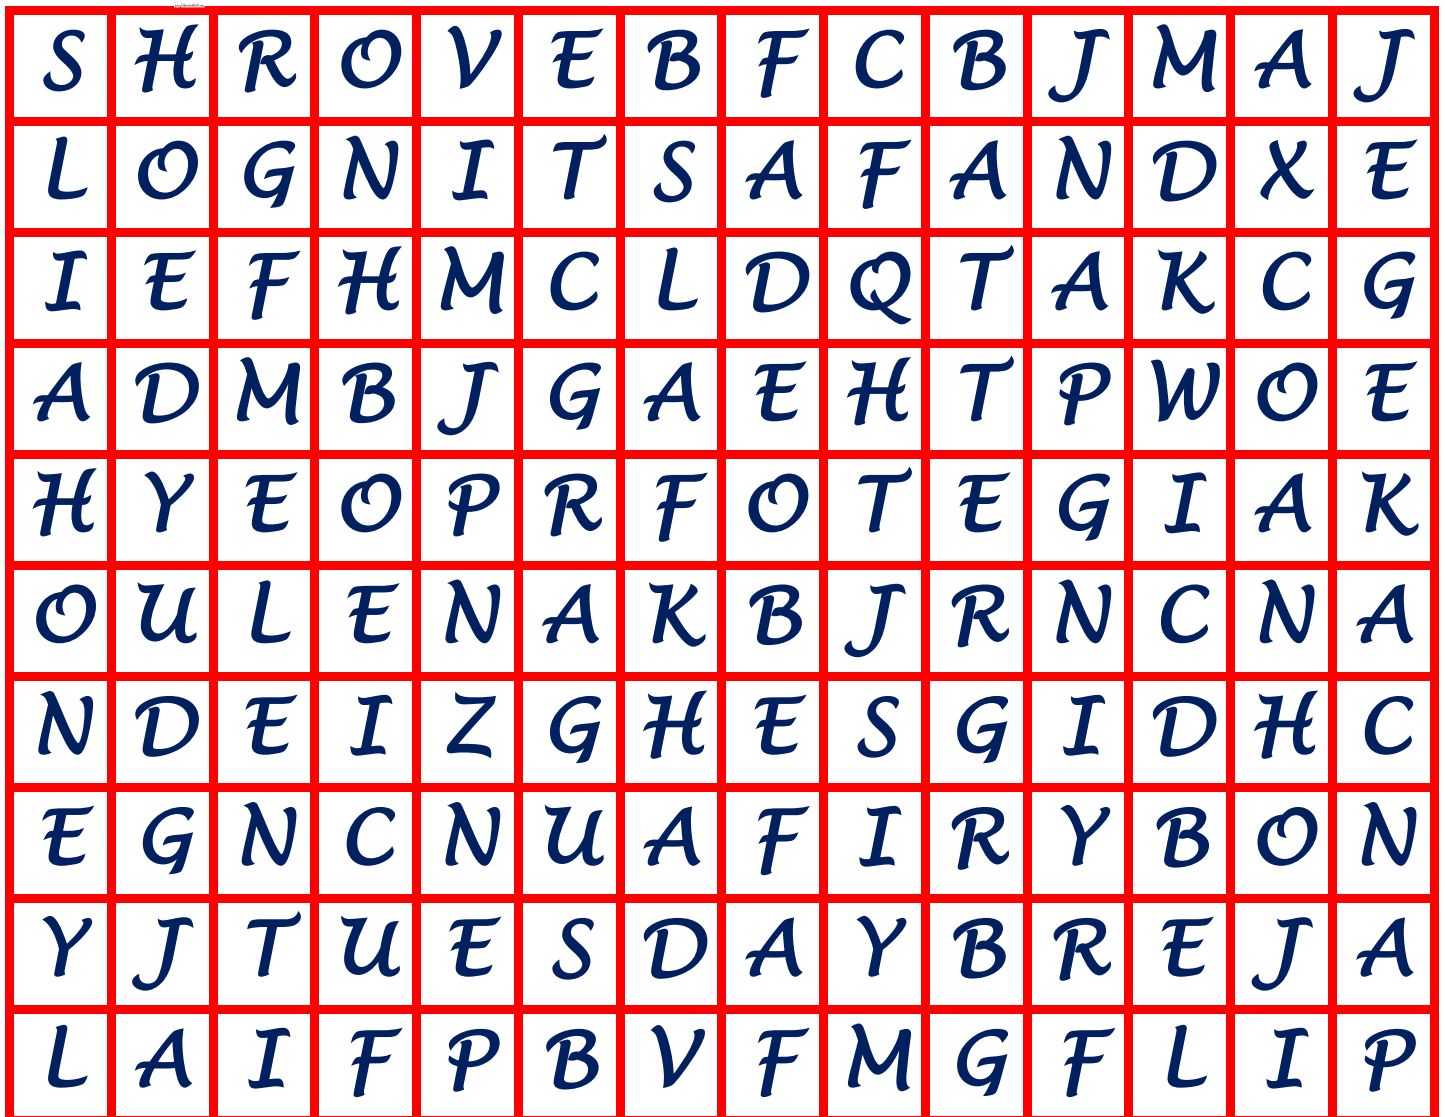 S H R O V E B F C B J M A J
L O G N I T S A F A N D X E
I E F H M C L D Q T A K C G
A D M B J G A E H T P W O E
H Y E O P R F O T E G I A K
O U L E N A K B J R N C N A
N D E I Z G H E S G I D H C
E G N C N U A F I R Y B O N
Y J T U E S D A Y B R E J A
L A I F P B V F M G F L I P